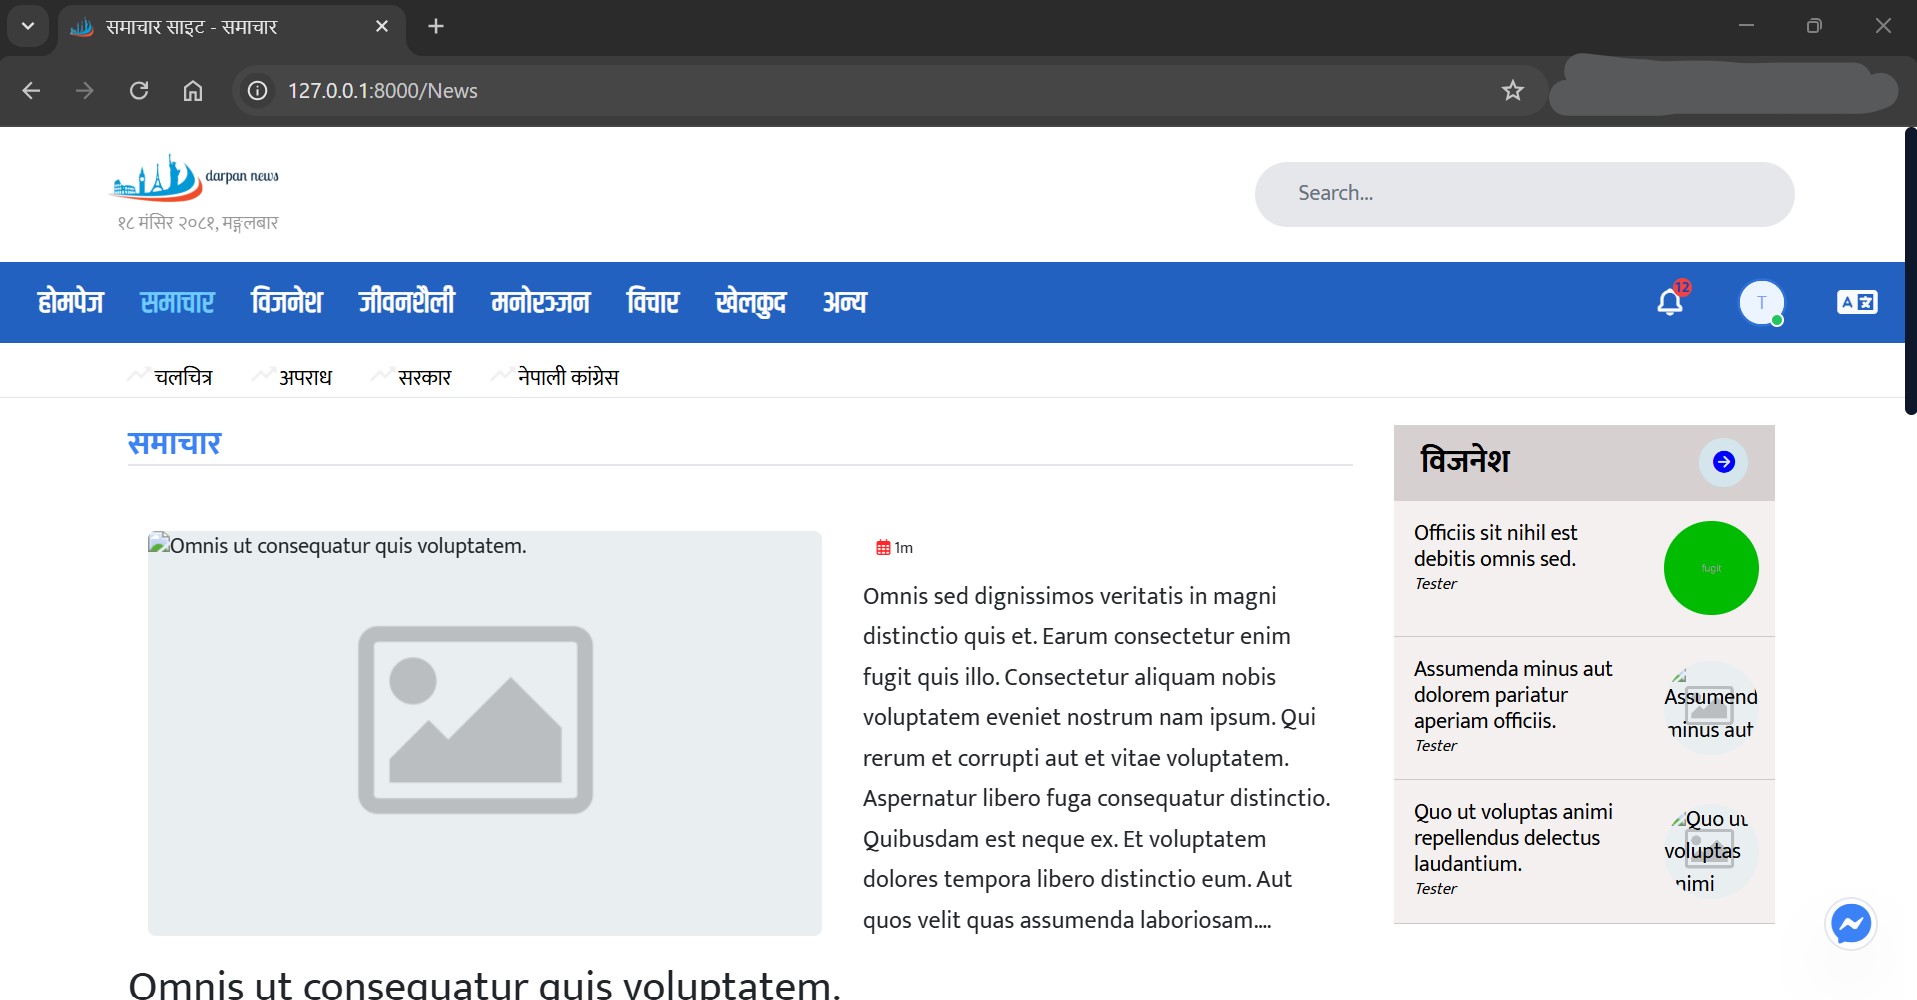 समाचार साइट - समाचार
127.0.0.1:8000/News
darpan news
१८ मंसिर २०८१, मङ्गलबार
Search...
होमपेज समाचार विजनेश जीवनशैली मनोरञ्जन विचार खेलकुद अन्य
12
T
A 文
चलचित्र अपराध सरकार नेपाली कांग्रेस
समाचार
Omnis ut consequatur quis voluptatem.
1m
Omnis sed dignissimos veritatis in magni
distinctio quis et. Earum consectetur enim
fugit quis illo. Consectetur aliquam nobis
voluptatem eveniet nostrum nam ipsum. Qui
rerum et corrupti aut et vitae voluptatem.
Aspernatur libero fuga consequatur distinctio.
Quibusdam est neque ex. Et voluptatem
dolores tempora libero distinctio eum. Aut
quos velit quas assumenda laboriosam....
Omnis ut consequatur quis voluptatem.
विजनेश
Officiis sit nihil est
debitis omnis sed.
Tester
fugit
Assumenda minus aut
dolorem pariatur
aperiam officiis.
Tester
Assumend
minus aut
Quo ut voluptas animi
repellendus delectus
laudantium.
Tester
Quo ut
voluptas
animi